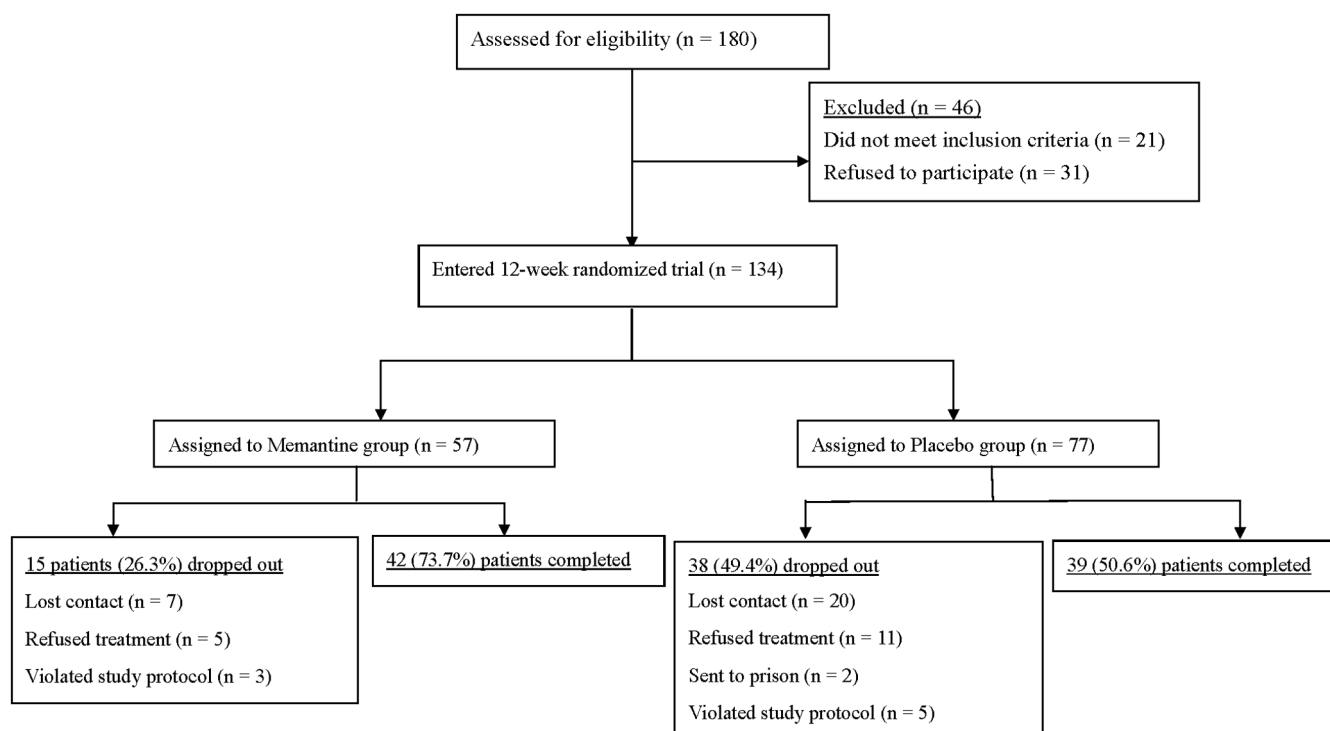 Assessed for eligibility (n = 180)
Excluded (n = 46)
Did not meet inclusion criteria (n = 21)
Refused to participate (n = 31)
Entered 12-week randomized trial (n = 134)
Assigned to Memantine group (n = 57)
Assigned to Placebo group (n = 77)
15 patients (26.3%) dropped out
Lost contact (n = 7)
Refused treatment (n = 5)
Violated study protocol (n = 3)
42 (73.7%) patients completed
38 (49.4%) dropped out
Lost contact (n = 20)
Refused treatment (n = 11)
Sent to prison (n = 2)
Violated study protocol (n = 5)
39 (50.6%) patients completed